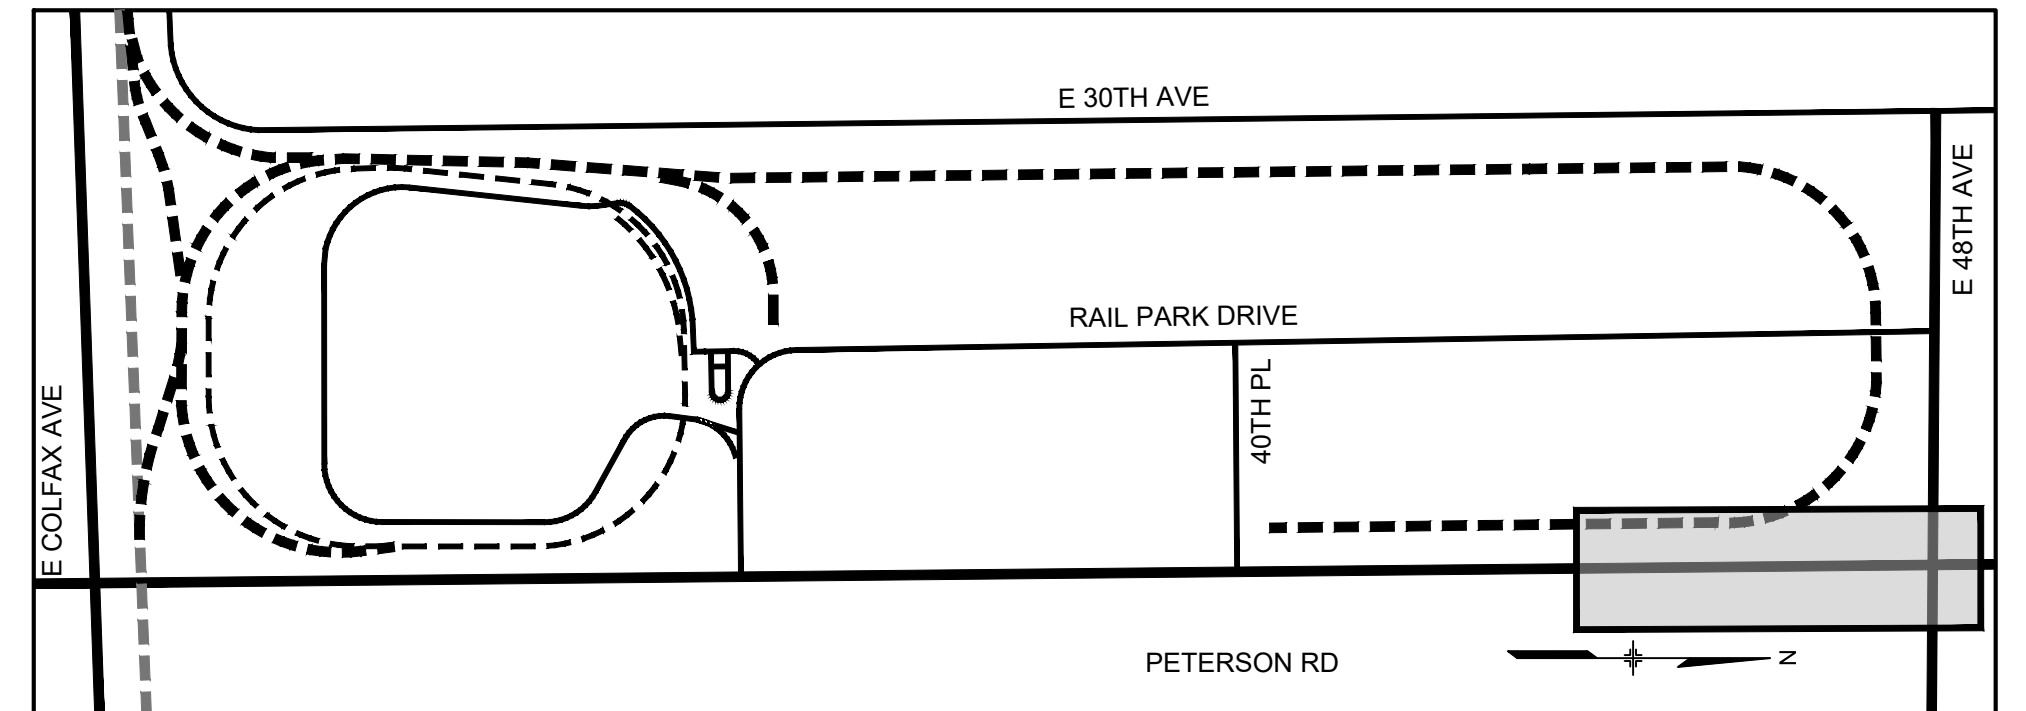 E 30TH AVE
E 48TH AVE
RAIL PARK DRIVE
40TH PL
E COLFAX AVE
PETERSON RD
N